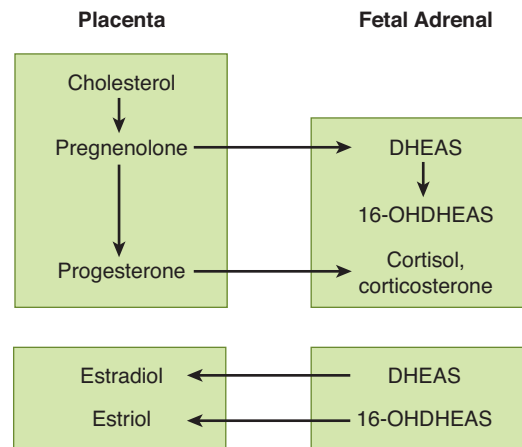 Placenta
Fetal Adrenal
Cholesterol
Pregnenolone
DHEAS
16-OHDHEAS
Progesterone
Cortisol,
corticosterone
Estradiol
DHEAS
Estriol
16-OHDHEAS